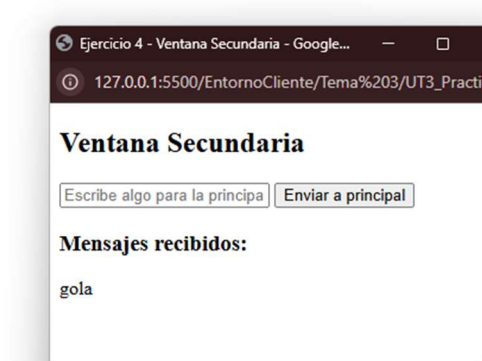 Ejercicio 4 - Ventana Secundaria - Google...
127.0.0.1:5500/EntornoCliente/Tema%203/UT3_Practi
Ventana Secundaria
Escribe algo para la principa Enviar a principal
Mensajes recibidos:
gola